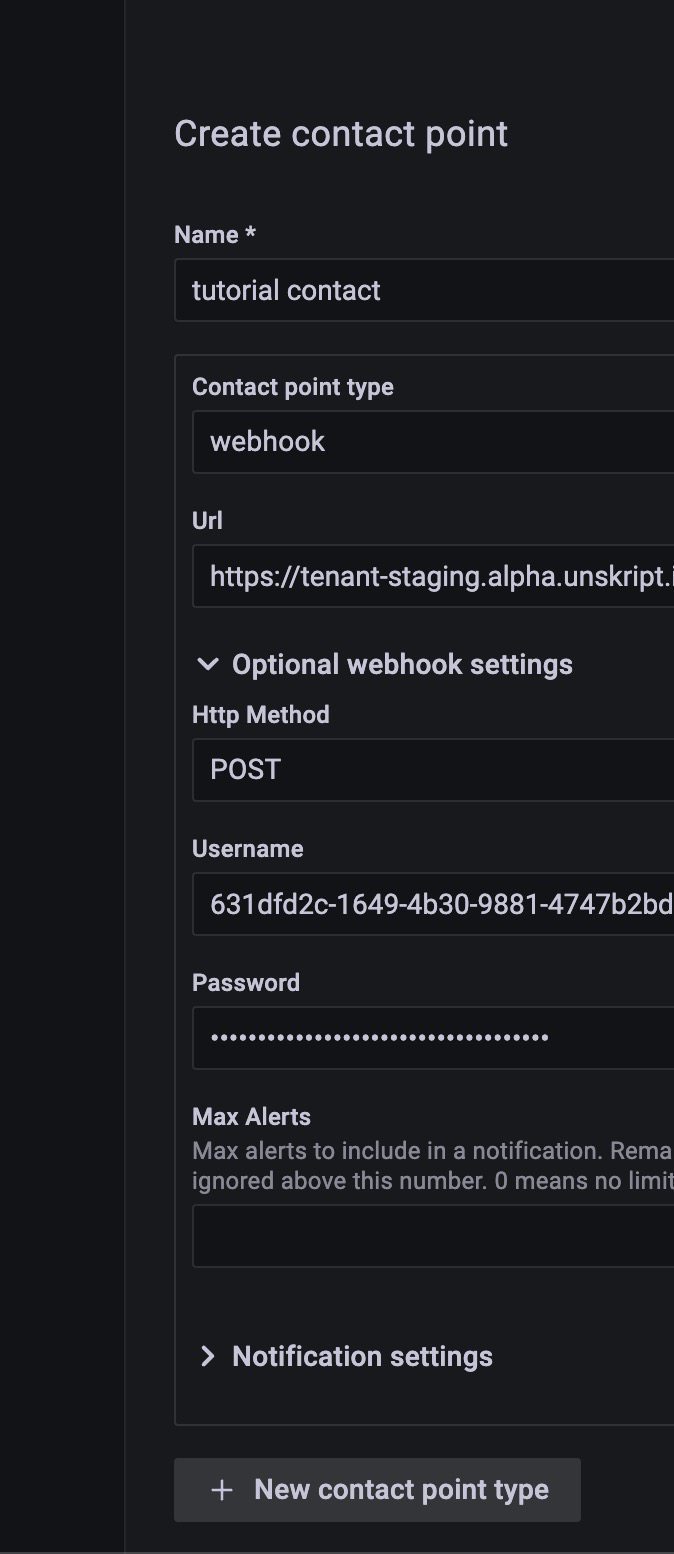 Create contact point
Name *
tutorial contact
Contact point type
webhook
Url
https://tenant-staging.alpha.unskript.i
Optional webhook settings
Http Method
POST
Username
631dfd2c-1649-4b30-9881-4747b2bd
Password
••••••••••••••••••••••••••••••••••••
Max Alerts
Max alerts to include in a notification. Rema
ignored above this number. 0 means no limit
Notification settings
+ New contact point type